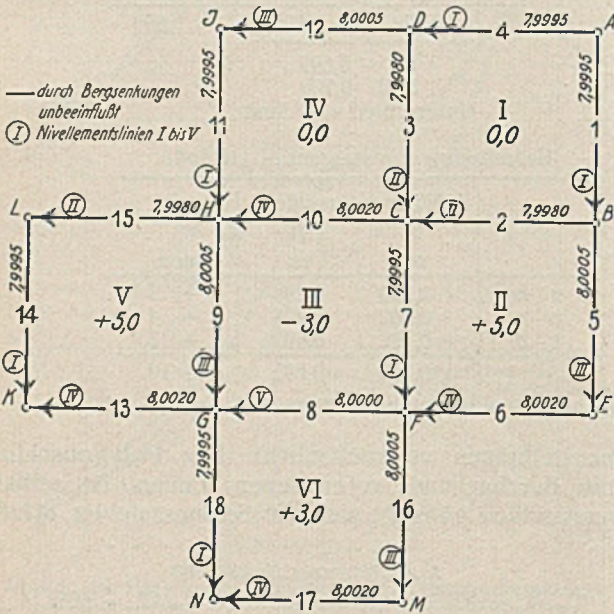 J (III) 12 8,0005 D (I) 4 7,9995 A
7,9995 7,9980 7,9995
durch Bergsenkungen
unbeeinflußt
(I) Nivellementslinien I bis V
IV I
0,0 0,0
11 3 1
(I) (II) (I)
L (II) 15 7,9980 H (IV) 10 8,0020 C (II) 2 7,9980 B
7,9995 8,0005 7,9995 8,0005
V III II
+5,0 −3,0 +5,0
14 9 7 5
(I) (III) (I) (III)
K (IV) 13 8,0020 G (V) 8 8,0000 F (IV) 6 8,0020 E
7,9995 8,0005
18 VI 16
+3,0
(I) (III)
N (IV) 17 8,0020 M